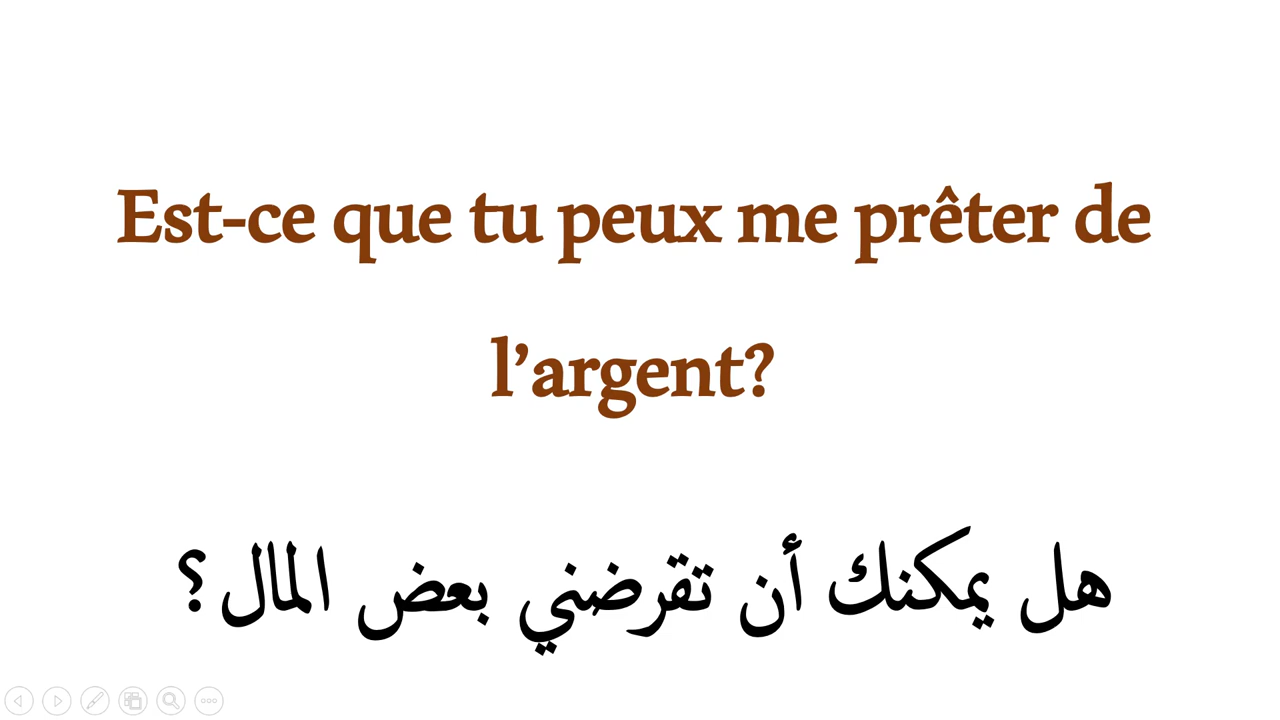 Est-ce que tu peux me prêter de
l’argent?
هل يمكنك أن تقرضني بعض المال؟